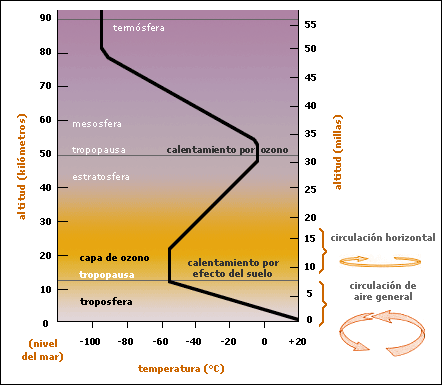 90
80
70
60
50
40
30
20
10
0
altitud (kilómetros)
termósfera
mesosfera
tropopausa
calentamiento por ozono
estratosfera
capa de ozono
calentamiento por
efecto del suelo
tropopausa
troposfera
55
50
45
40
35
30
25
20
15
10
5
0
altitud (millas)
circulación horizontal
circulación de
aire general
(nivel
del mar)
-100
-80
-60
-40
-20
0
+20
temperatura (°C)